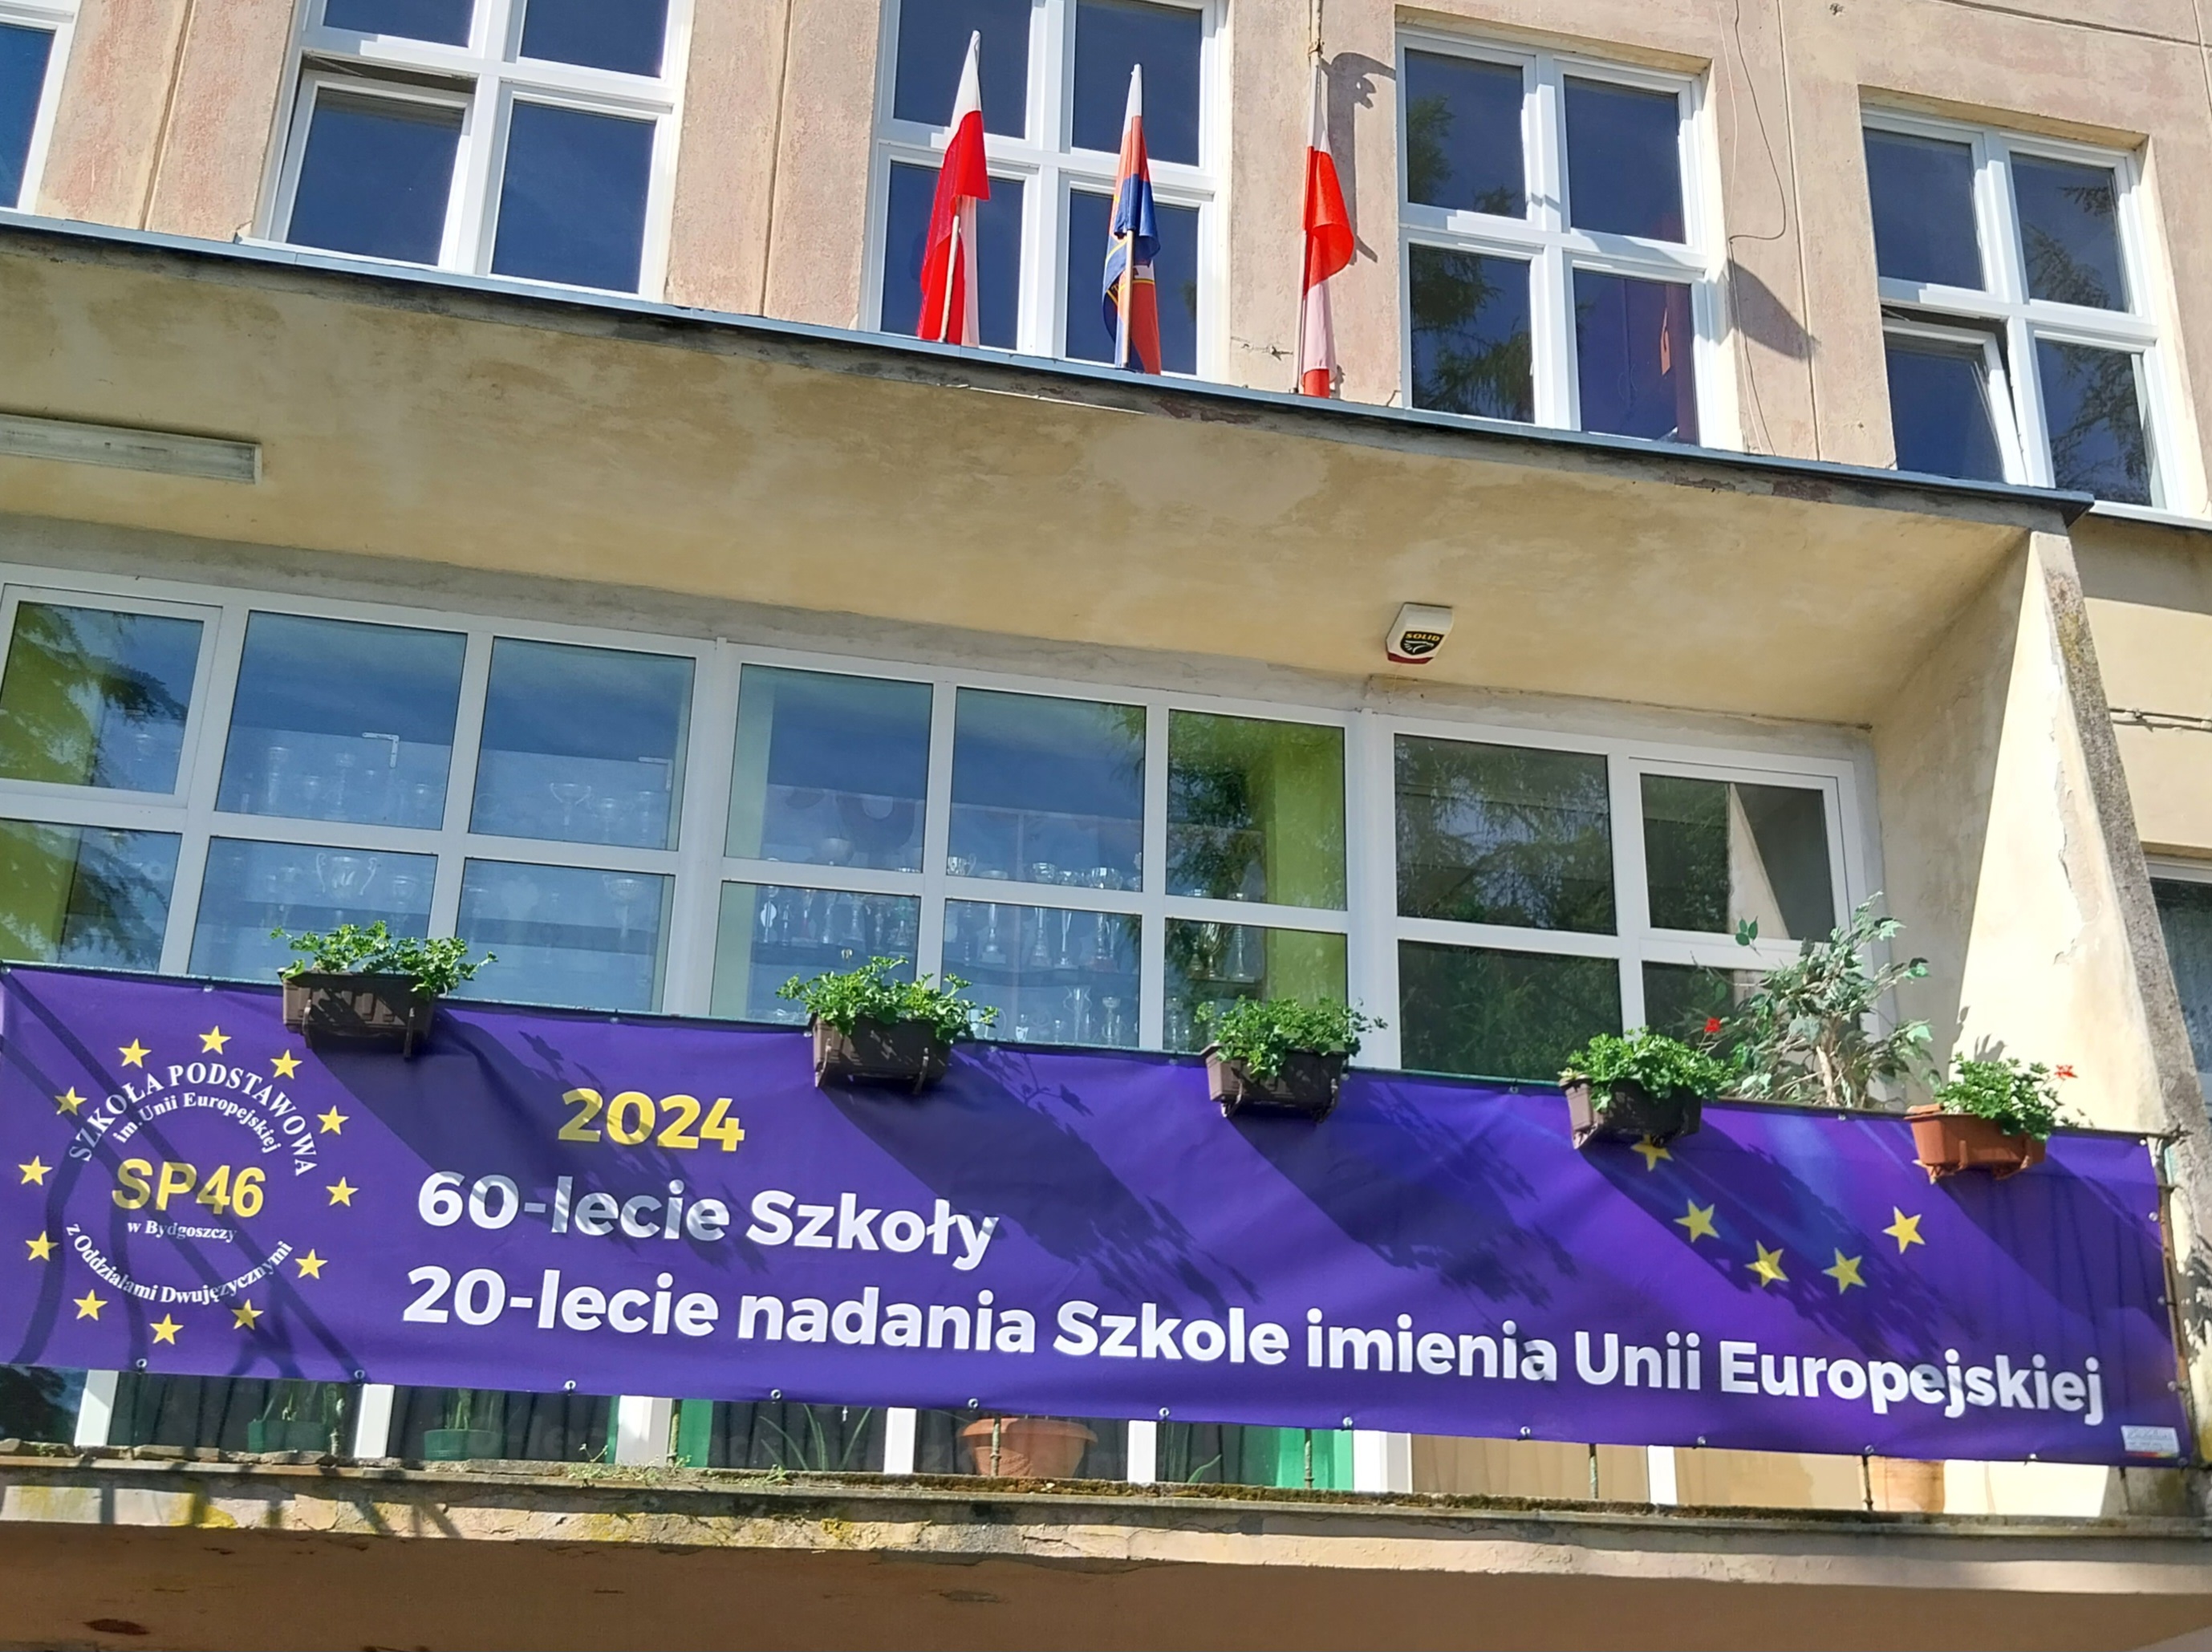 SOLID
SZKOŁA PODSTAWOWA
im. Unii Europejskiej
SP46
w Bydgoszczy
z Oddziałami Dwujęzycznymi
2024
60-lecie Szkoły
20-lecie nadania Szkole imienia Unii Europejskiej